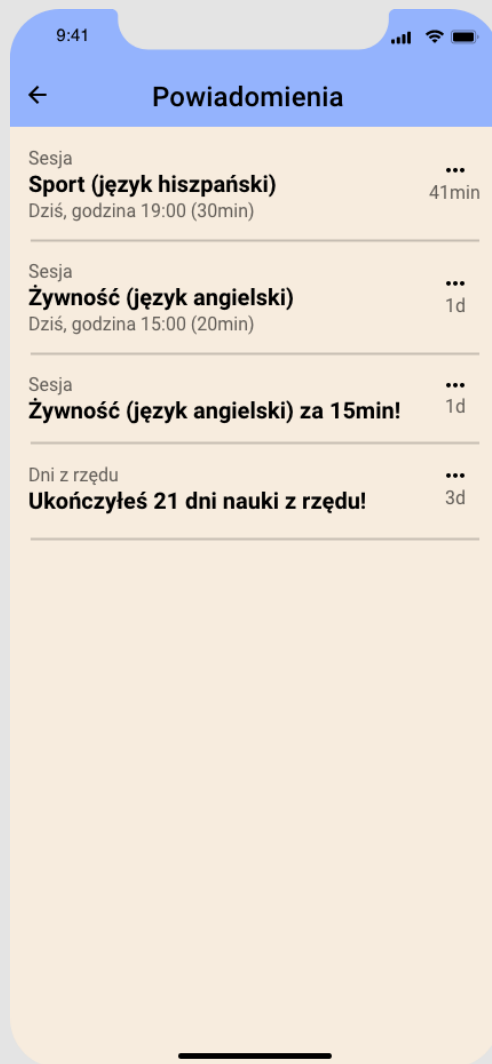 9:41
Powiadomienia
Sesja
Sport (język hiszpański)
Dziś, godzina 19:00 (30min)
41min
Sesja
Żywność (język angielski)
Dziś, godzina 15:00 (20min)
1d
Sesja
Żywność (język angielski) za 15min!
1d
Dni z rzędu
Ukończyłeś 21 dni nauki z rzędu!
3d